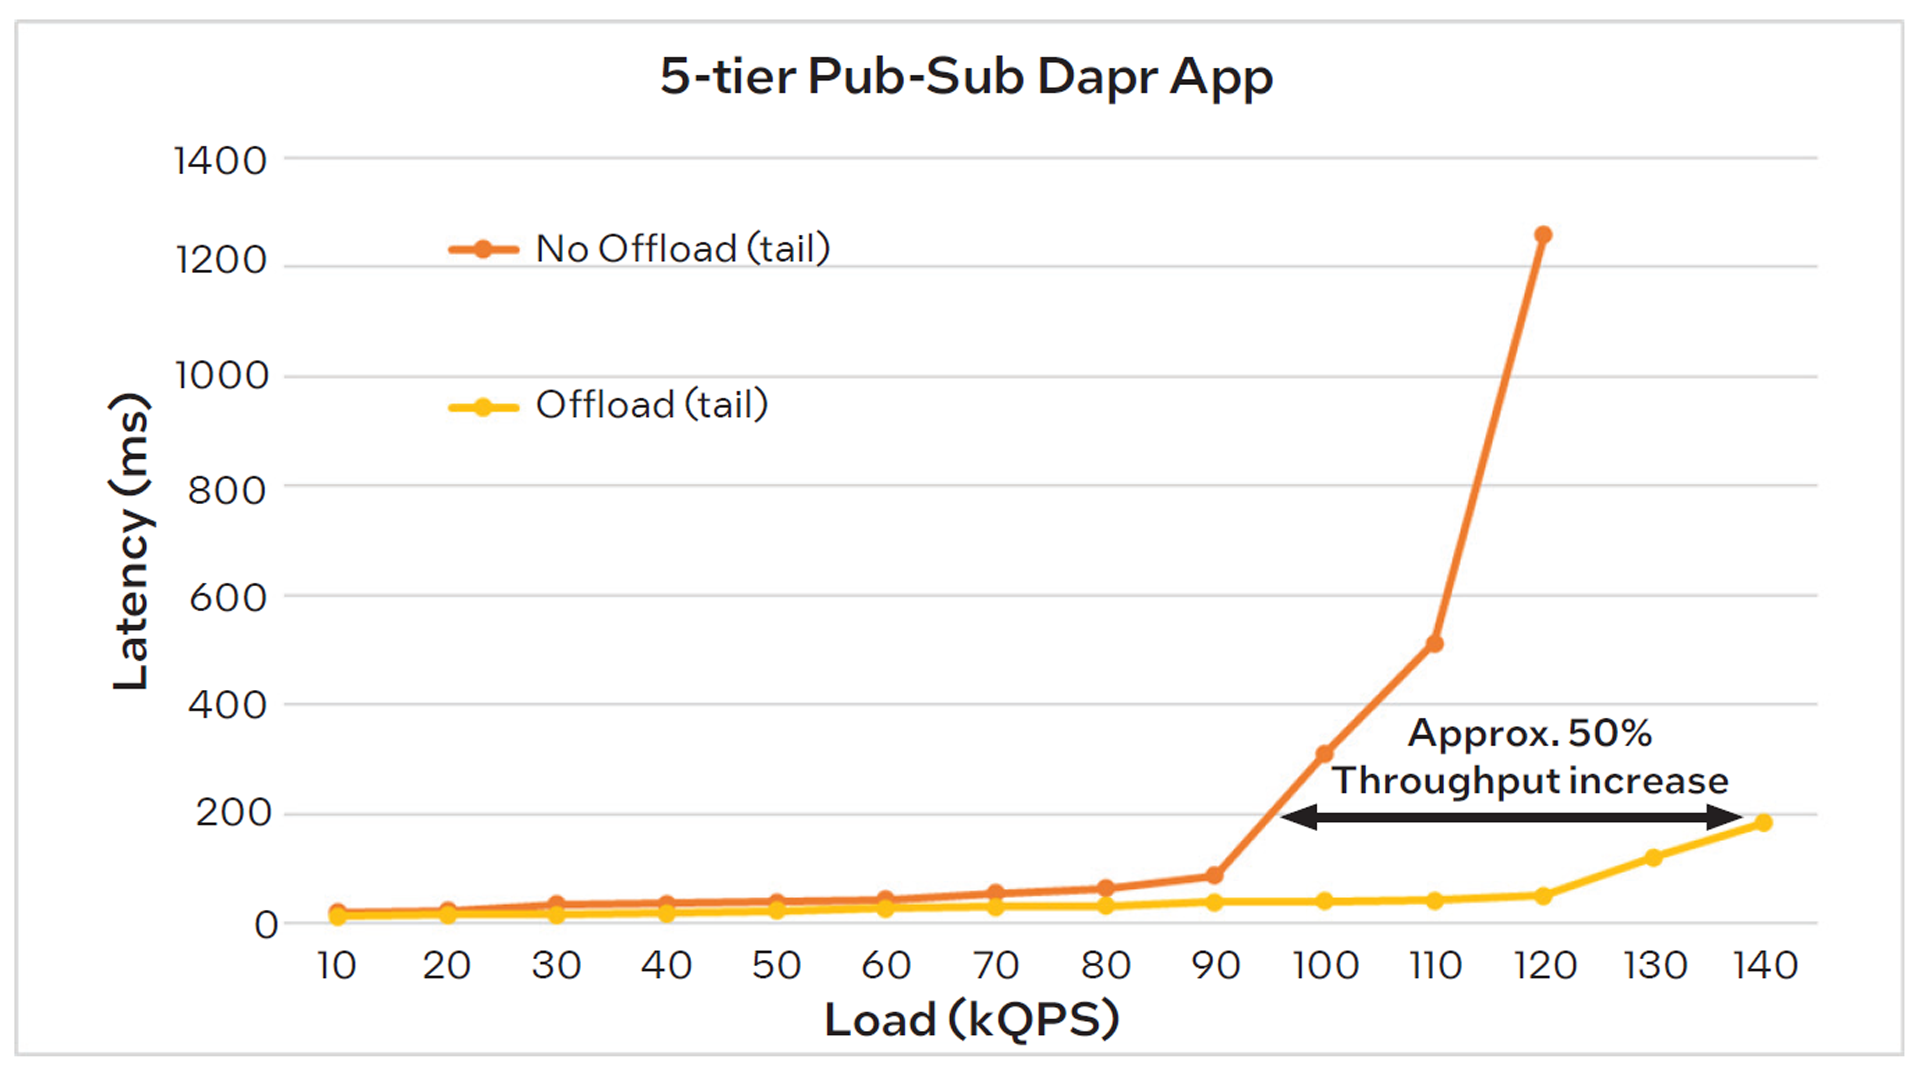 5-tier Pub-Sub Dapr App
1400
1200
1000
800
600
400
200
0
Latency (ms)
No Offload (tail)
Offload (tail)
Approx. 50%
Throughput increase
10 20 30 40 50 60 70 80 90 100 110 120 130 140
Load (kQPS)